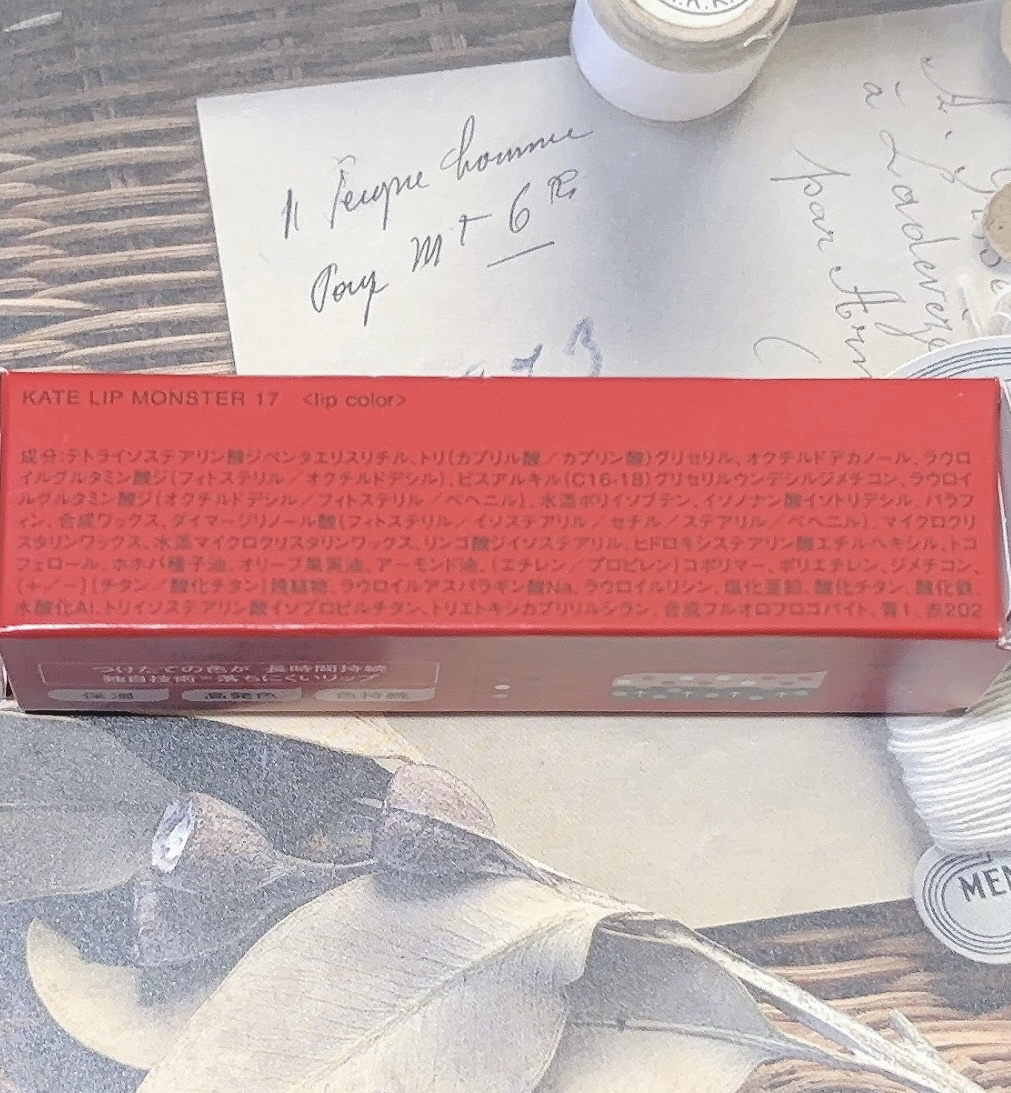 à
par
Pour Mt 6
KATE LIP MONSTER 17 <lip color>
成分:テトライソステアリン酸ジペンタエリスリチル、トリ(カプリル酸/カプリン酸)グリセリル、オクチルドデカノール、ラウロ
イルグルタミン酸ジ(フィトステリル/オクチルドデシル)、ビスアルキル(C16-18)グリセリルウンデシルジメチコン、ラウロイ
ルグルタミン酸ジ(オクチルドデシル/フィトステリル/ベヘニル)、水添ポリイソブテン、イソノナン酸イソトリデシル、パラフ
ィン、合成ワックス、ダイマージリノール酸(フィトステリル/イソステアリル/セチル/ステアリル/ベヘニル)、マイクロクリ
スタリンワックス、水添マイクロクリスタリンワックス、リンゴ酸ジイソステアリル、ヒドロキシステアリン酸エチルヘキシル、トコ
フェロール、ホホバ種子油、オリーブ果実油、アーモンド油、(エチレン/プロピレン)コポリマー、ポリエチレン、ジメチコン、
(+/-)(チタン/酸化チタン)焼結物、ラウロイルアスパラギン酸Na、ラウロイルリシン、塩化亜鉛、酸化チタン、酸化鉄、
水酸化Al、トリイソステアリン酸イソプロピルチタン、トリエトキシカプリリルシラン、合成フルオロフロゴパイト、青1、赤202
つけたての色が 長時間持続
独自技術=落ちにくいリップ
保湿 高発色 色持続
MEN